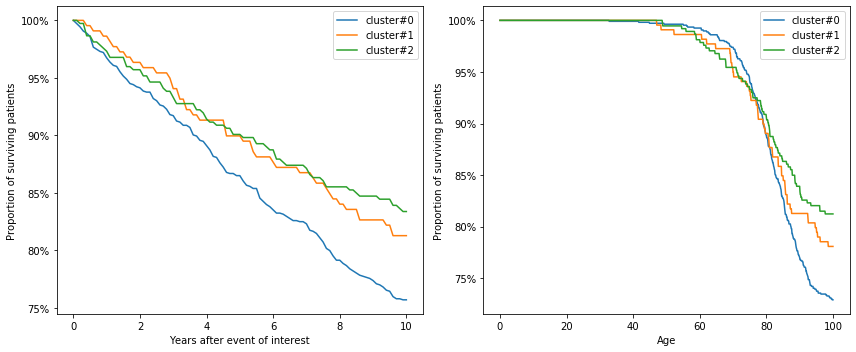 100%
95%
90%
85%
80%
75%
0
2
4
6
8
10
Proportion of surviving patients
Years after event of interest
cluster#0
cluster#1
cluster#2
100%
95%
90%
85%
80%
75%
0
20
40
60
80
100
Proportion of surviving patients
Age
cluster#0
cluster#1
cluster#2